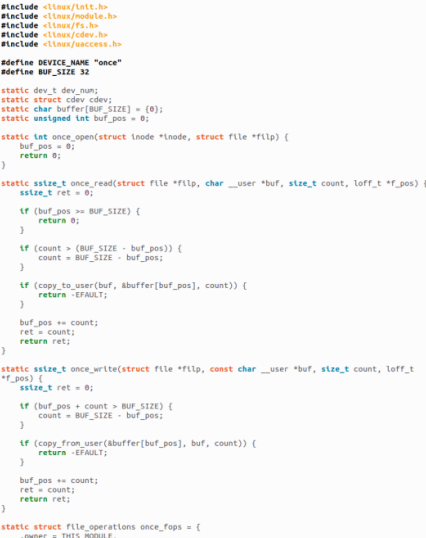 #include <linux/init.h>
#include <linux/module.h>
#include <linux/fs.h>
#include <linux/cdev.h>
#include <linux/uaccess.h>
#define DEVICE_NAME "once"
#define BUF_SIZE 32
static dev_t dev_num;
static struct cdev cdev;
static char buffer[BUF_SIZE] = {0};
static unsigned int buf_pos = 0;
static int once_open(struct inode *inode, struct file *filp) {
    buf_pos = 0;
    return 0;
}
static ssize_t once_read(struct file *filp, char __user *buf, size_t count, loff_t *f_pos) {
    ssize_t ret = 0;
    if (buf_pos >= BUF_SIZE) {
        return 0;
    }
    if (count > (BUF_SIZE - buf_pos)) {
        count = BUF_SIZE - buf_pos;
    }
    if (copy_to_user(buf, &buffer[buf_pos], count)) {
        return -EFAULT;
    }
    buf_pos += count;
    ret = count;
    return ret;
}
static ssize_t once_write(struct file *filp, const char __user *buf, size_t count, loff_t
*f_pos) {
    ssize_t ret = 0;
    if (buf_pos + count > BUF_SIZE) {
        count = BUF_SIZE - buf_pos;
    }
    if (copy_from_user(&buffer[buf_pos], buf, count)) {
        return -EFAULT;
    }
    buf_pos += count;
    ret = count;
    return ret;
}
static struct file_operations once_fops = {
    .owner = THIS_MODULE,